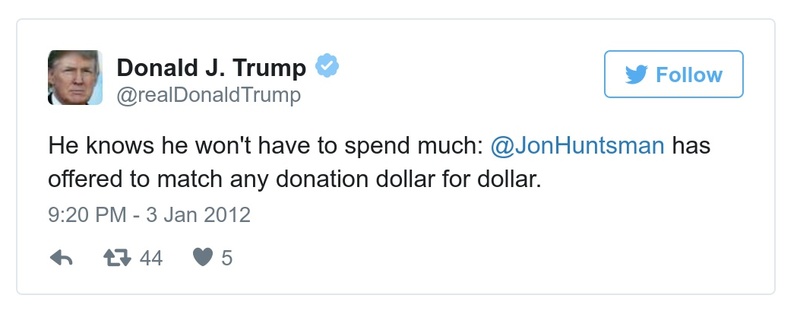 Donald J. Trump
@realDonaldTrump
Follow
He knows he won't have to spend much: @JonHuntsman has
offered to match any donation dollar for dollar.
9:20 PM - 3 Jan 2012
44 5